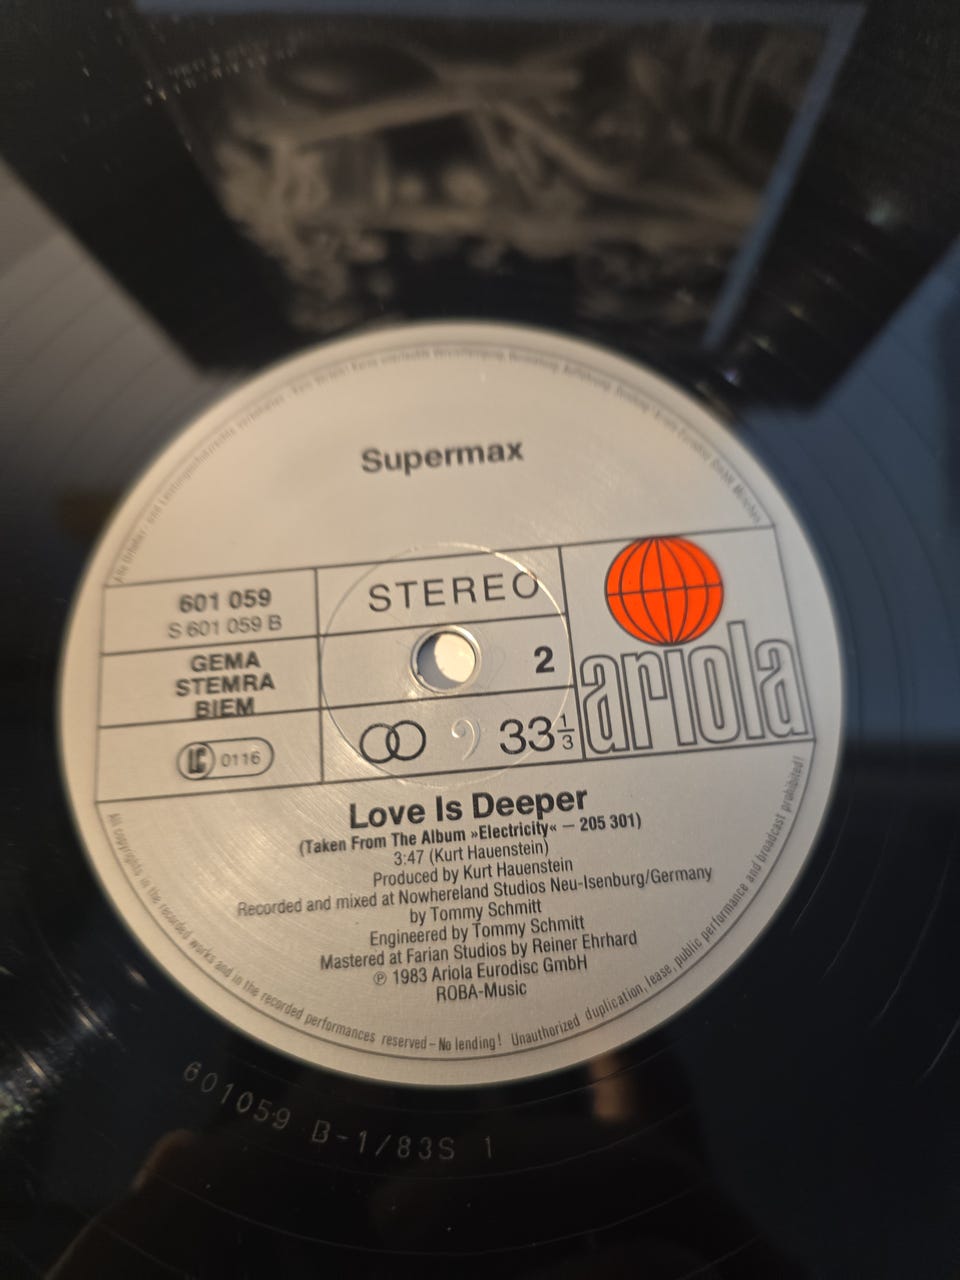 Supermax
601 059
S 601 059 B
GEMA
STEMRA
BIEM
LC 0116
STEREO
2
33 1/3
ariola
Love Is Deeper
(Taken From The Album »Electricity« — 205 301)
3:47 (Kurt Hauenstein)
Produced by Kurt Hauenstein
Recorded and mixed at Nowhereland Studios Neu-Isenburg/Germany
by Tommy Schmitt
Engineered by Tommy Schmitt
Mastered at Farian Studios by Reiner Ehrhard
℗ 1983 Ariola Eurodisc GmbH
ROBA-Music
All copyrights in the recorded works and in the recorded performances reserved – No lending! Unauthorized duplication, lease, public performance and broadcast prohibited!
601059 B-1/83S 1